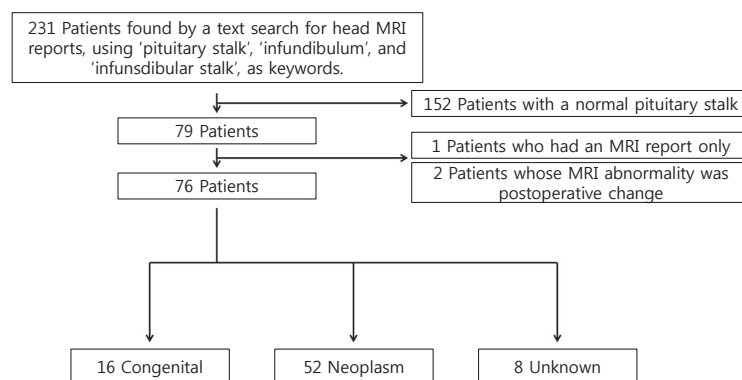 231 Patients found by a text search for head MRI
reports, using ‘pituitary stalk’, ‘infundibulum’, and
‘infunsdibular stalk’, as keywords.
152 Patients with a normal pituitary stalk
79 Patients
1 Patients who had an MRI report only
76 Patients
2 Patients whose MRI abnormality was
postoperative change
16 Congenital
52 Neoplasm
8 Unknown